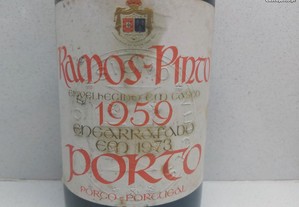 Ramos-Pinto
ENVELHECIDO EM CASCO
1959
ENGARRAFADO
EM 1973
PORTO
PORTO-PORTUGAL